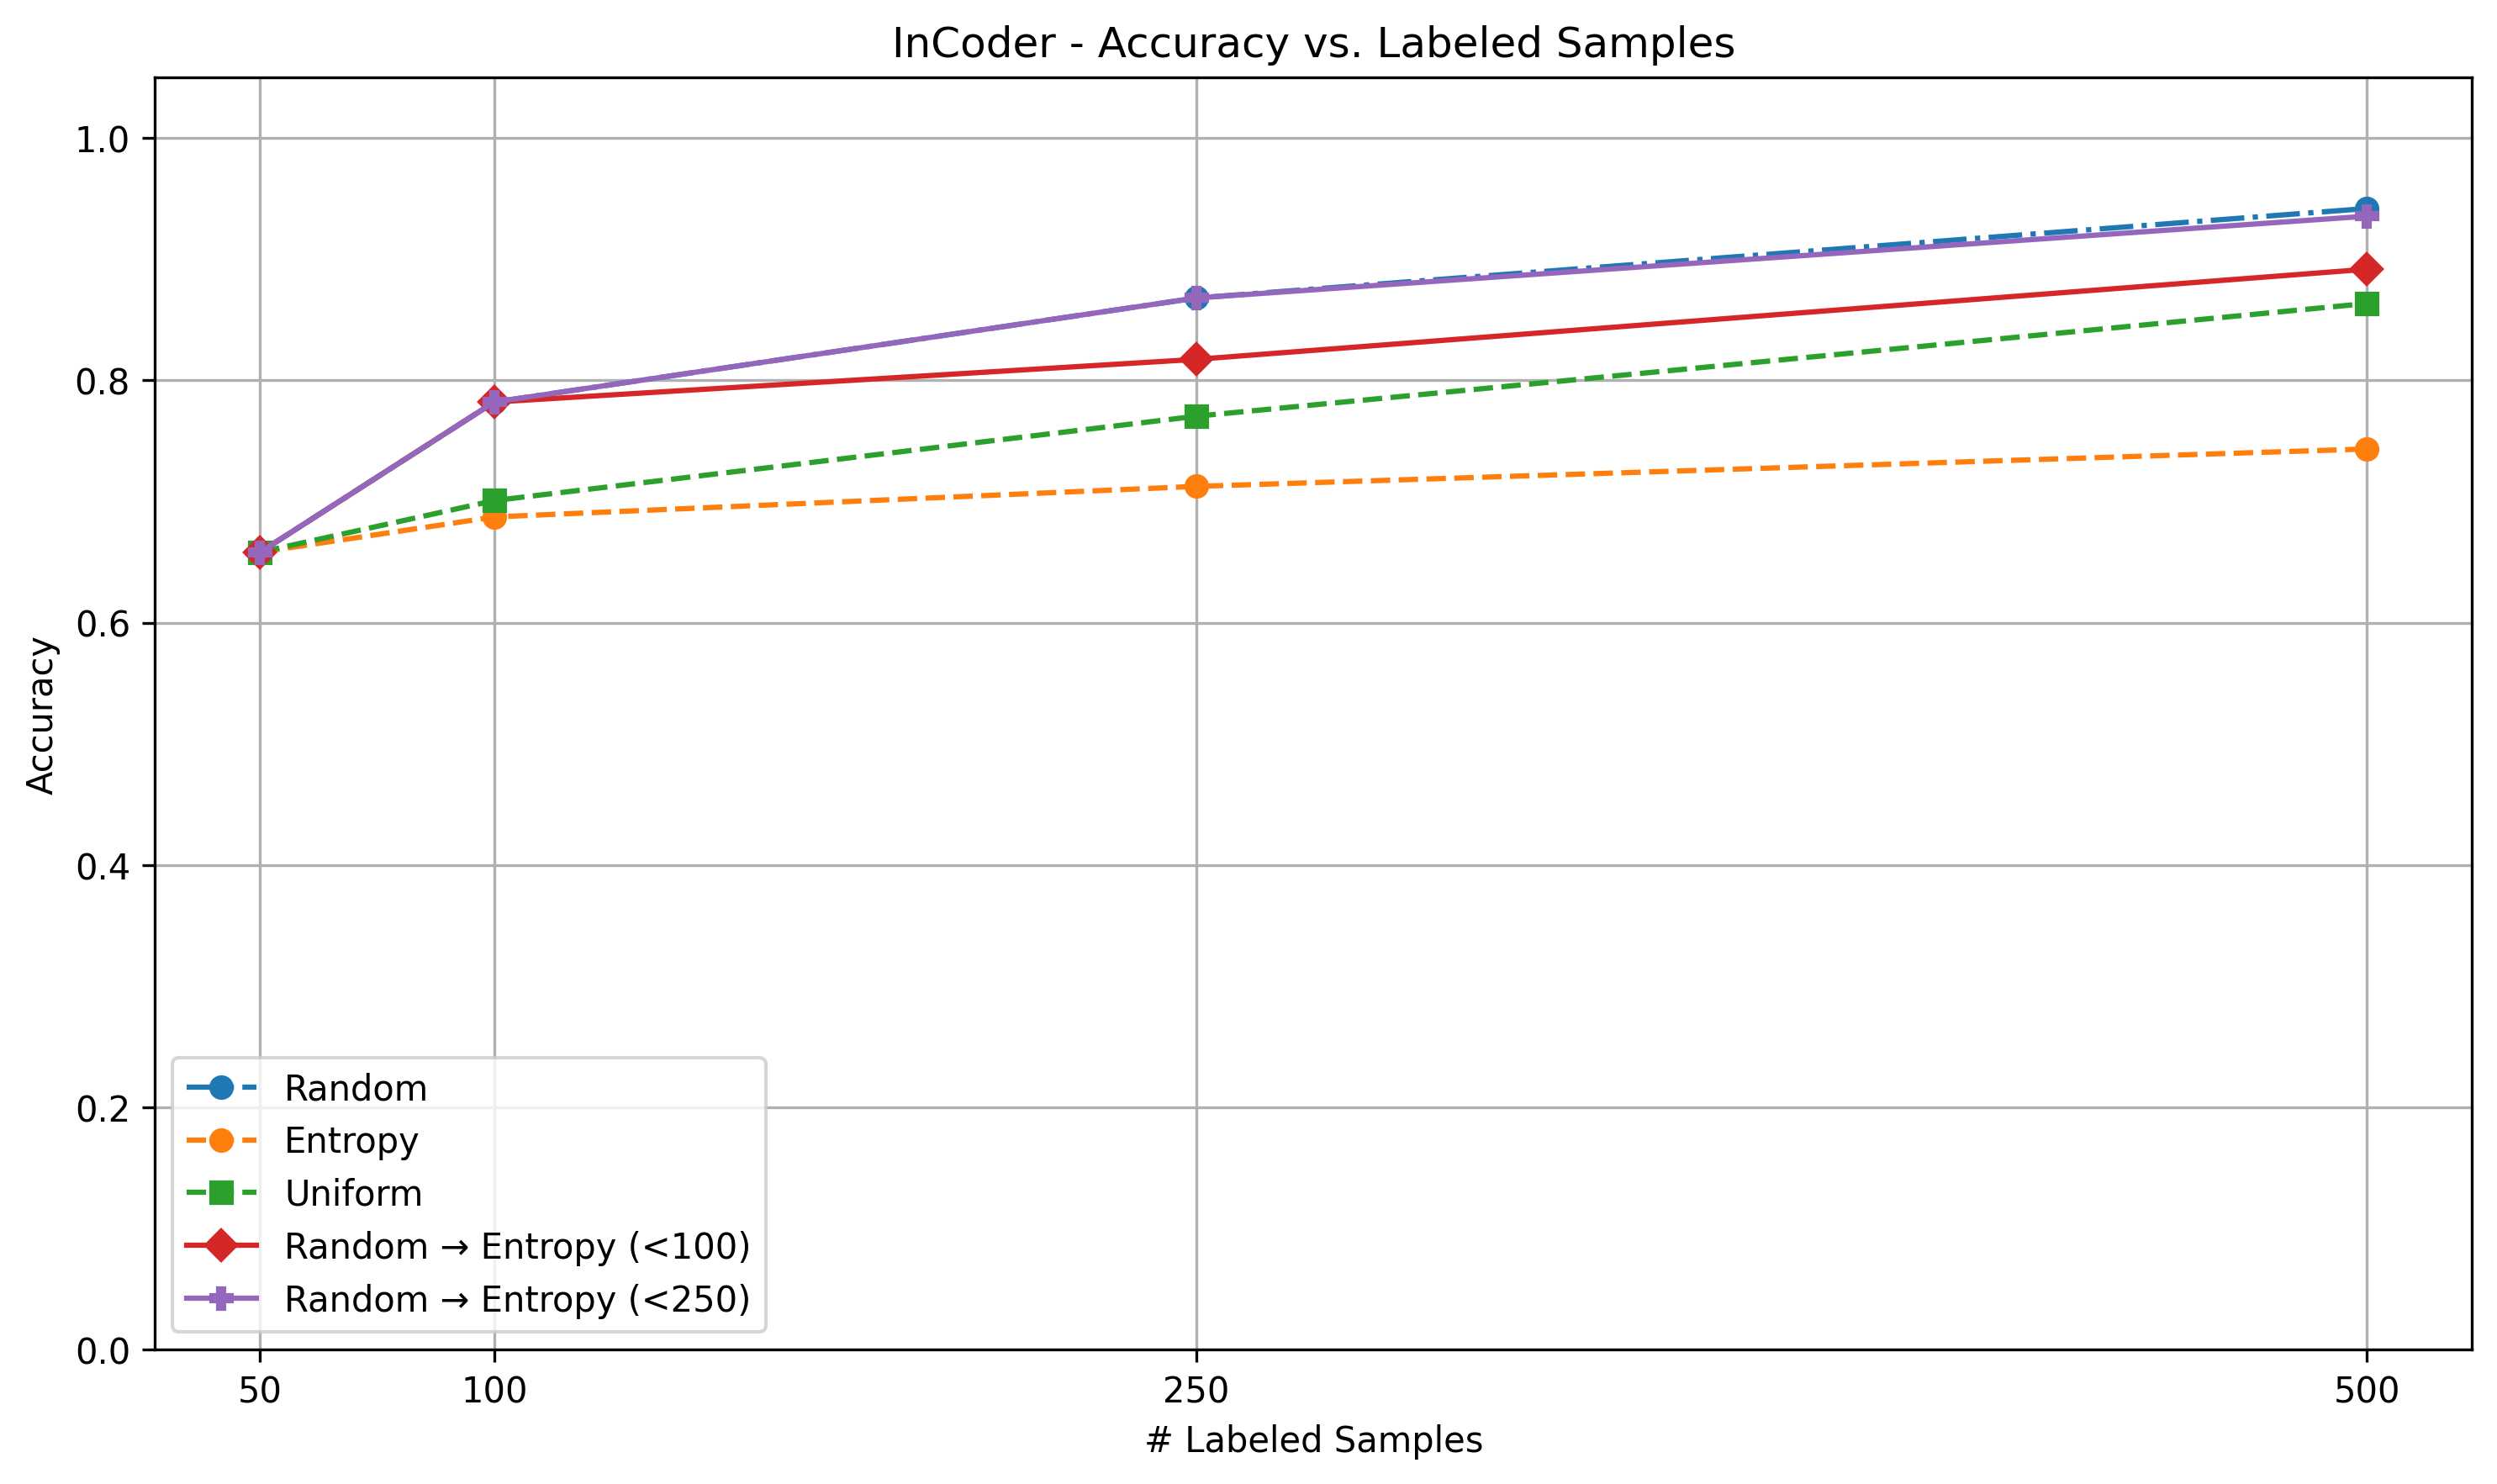 InCoder - Accuracy vs. Labeled Samples
1.0
0.8
0.6
0.4
0.2
0.0
Accuracy
Random
Entropy
Uniform
Random → Entropy (<100)
Random → Entropy (<250)
50 100 250 500
# Labeled Samples